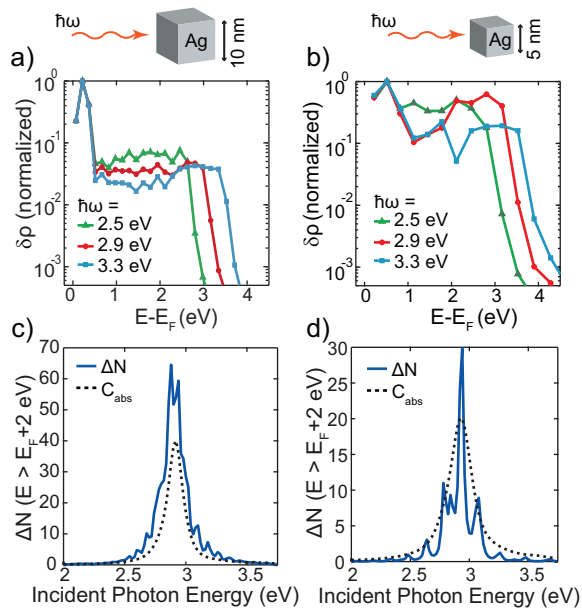 ħω
Ag
10 nm
ħω
Ag
5 nm
a)
10⁰
10⁻¹
10⁻²
10⁻³
δρ (normalized)
ħω =
2.5 eV
2.9 eV
3.3 eV
0 1 2 3 4
E-E_F (eV)
b)
10⁰
10⁻¹
10⁻²
10⁻³
δρ (normalized)
ħω =
2.5 eV
2.9 eV
3.3 eV
0 1 2 3 4
E-E_F (eV)
c)
70
60
50
40
30
20
10
0
ΔN (E > E_F+2 eV)
ΔN
C_abs
2 2.5 3 3.5
Incident Photon Energy (eV)
d)
30
25
20
15
10
5
0
ΔN (E > E_F+2 eV)
ΔN
C_abs
2 2.5 3 3.5
Incident Photon Energy (eV)